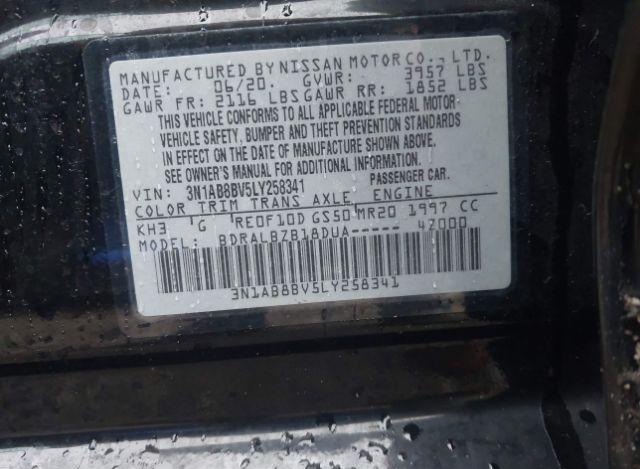 MANUFACTURED BY NISSAN MOTOR CO., LTD.
DATE: 06/20. GVWR: 3957 LBS
GAWR FR: 2116 LBS GAWR RR: 1852 LBS
THIS VEHICLE CONFORMS TO ALL APPLICABLE FEDERAL MOTOR
VEHICLE SAFETY, BUMPER AND THEFT PREVENTION STANDARDS
IN EFFECT ON THE DATE OF MANUFACTURE SHOWN ABOVE.
SEE OWNER'S MANUAL FOR ADDITIONAL INFORMATION.
VIN: 3N1AB8BV5LY258341 PASSENGER CAR.
COLOR TRIM TRANS AXLE ENGINE
KH3 G RE0F10D GS50 MR20 1997 CC
MODEL: BDRALBZB18DUA----- 4Z000
3N1AB8BV5LY258341